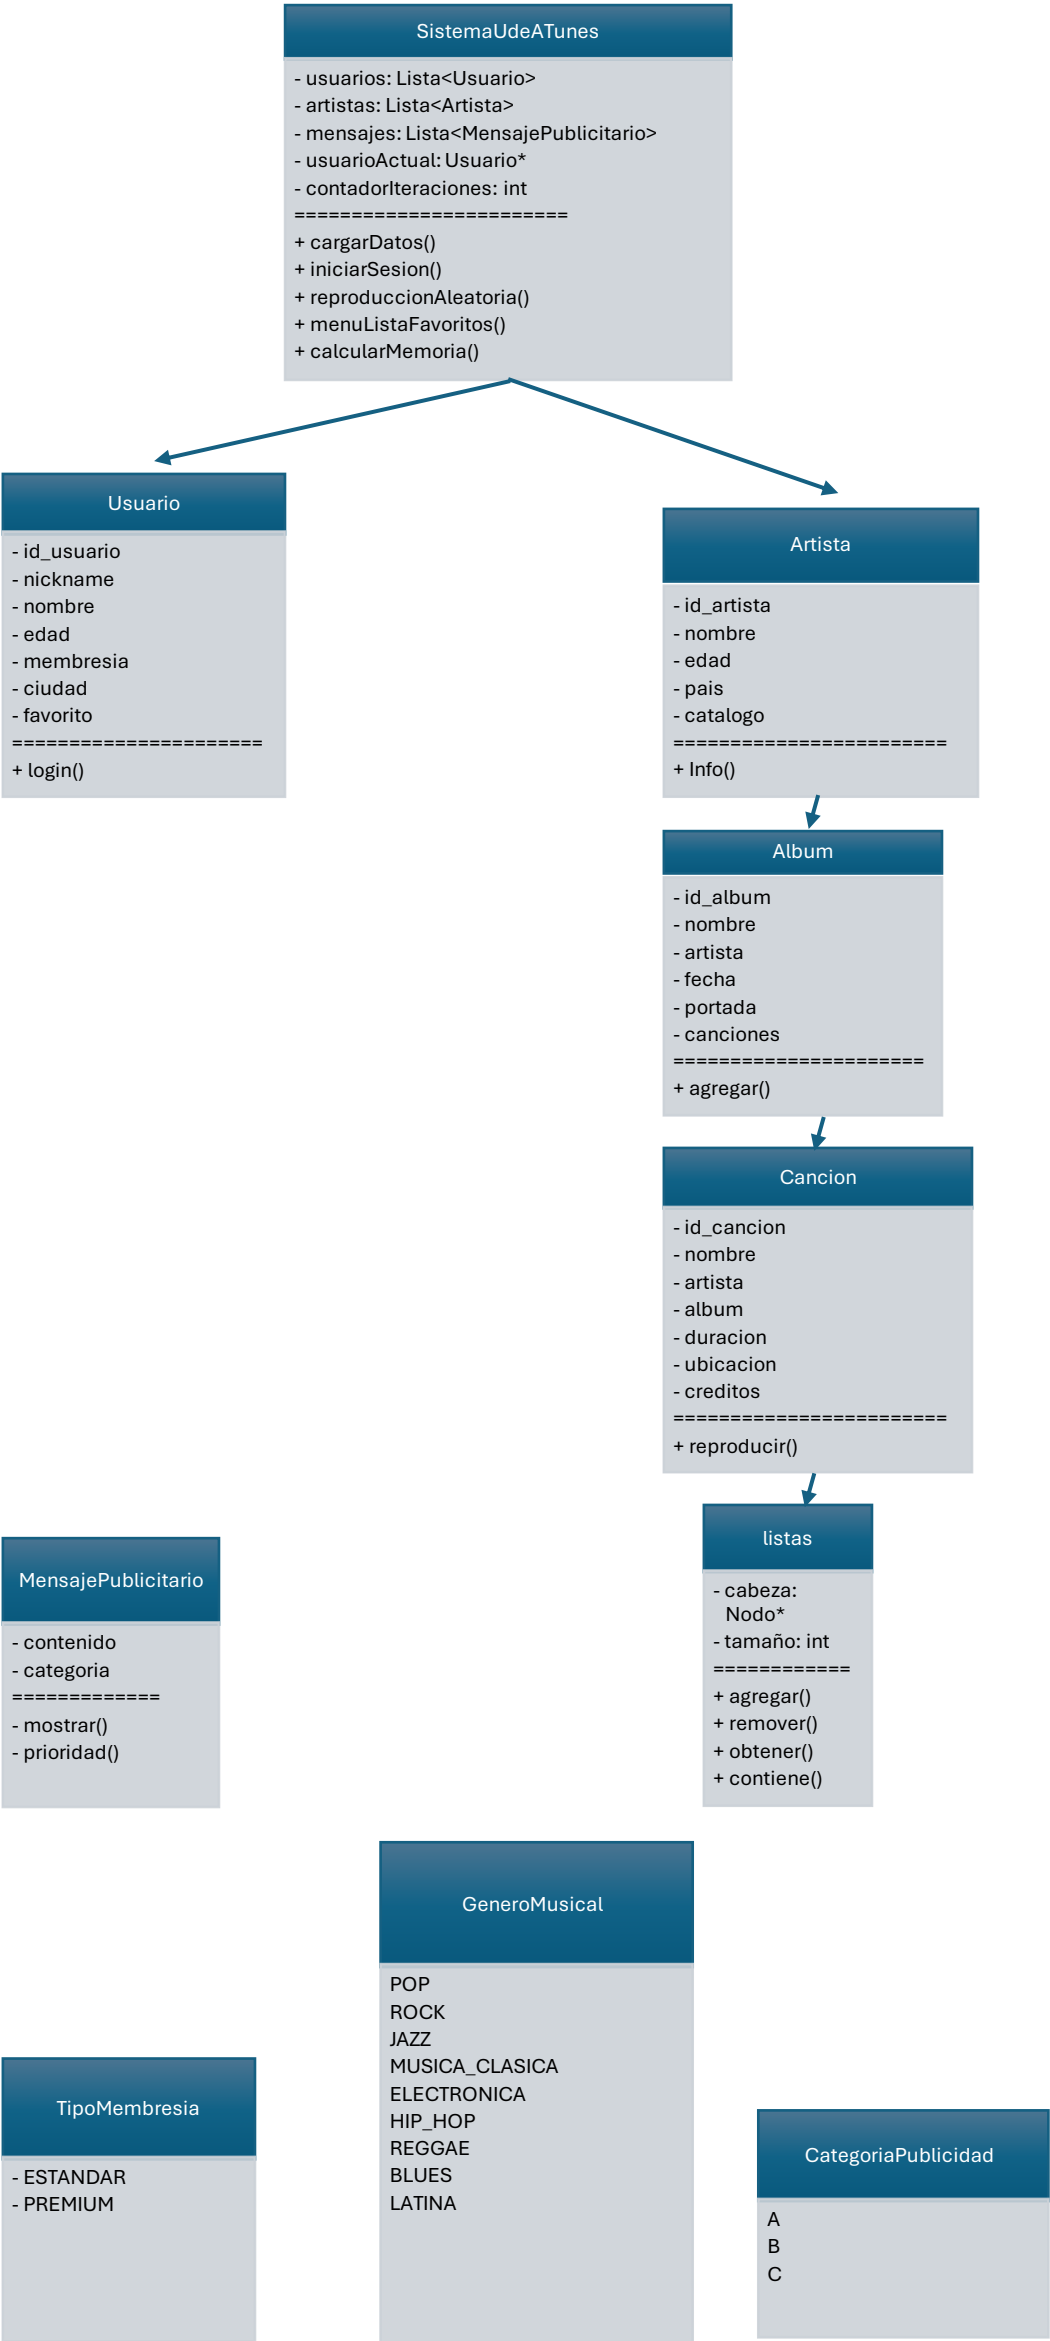 SistemaUdeATunes
- usuarios: Lista<Usuario>
- artistas: Lista<Artista>
- mensajes: Lista<MensajePublicitario>
- usuarioActual: Usuario*
- contadorIteraciones: int
========================
+ cargarDatos()
+ iniciarSesion()
+ reproduccionAleatoria()
+ menuListaFavoritos()
+ calcularMemoria()
Usuario
- id_usuario
- nickname
- nombre
- edad
- membresia
- ciudad
- favorito
======================
+ login()
Artista
- id_artista
- nombre
- edad
- pais
- catalogo
========================
+ Info()
Album
- id_album
- nombre
- artista
- fecha
- portada
- canciones
======================
+ agregar()
Cancion
- id_cancion
- nombre
- artista
- album
- duracion
- ubicacion
- creditos
========================
+ reproducir()
listas
- cabeza:
Nodo*
- tamaño: int
============
+ agregar()
+ remover()
+ obtener()
+ contiene()
MensajePublicitario
- contenido
- categoria
=============
- mostrar()
- prioridad()
GeneroMusical
POP
ROCK
JAZZ
MUSICA_CLASICA
ELECTRONICA
HIP_HOP
REGGAE
BLUES
LATINA
TipoMembresia
- ESTANDAR
- PREMIUM
CategoriaPublicidad
A
B
C